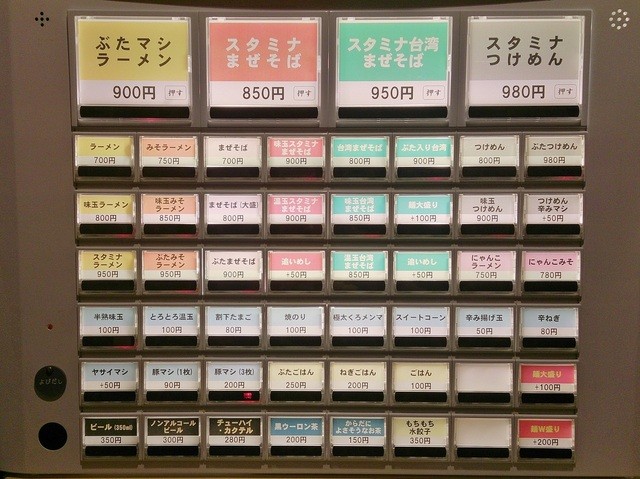 ぶたマシ
ラーメン
900円 押す
スタミナ
まぜそば
850円 押す
スタミナ台湾
まぜそば
950円 押す
スタミナ
つけめん
980円 押す
ラーメン
700円
みそラーメン
750円
まぜそば
700円
味玉スタミナ
まぜそば
900円
台湾まぜそば
800円
ぶた入り台湾
900円
つけめん
800円
ぶたつけめん
980円
味玉ラーメン
800円
味玉みそ
ラーメン
850円
まぜそば(大盛)
800円
温玉スタミナ
まぜそば
900円
味玉台湾
まぜそば
850円
麺大盛り
+100円
味玉
つけめん
900円
つけめん
辛みマシ
+50円
スタミナ
ラーメン
950円
ぶたみそ
ラーメン
950円
ぶたまぜそば
900円
追いめし
+50円
温玉台湾
まぜそば
850円
追いめし
+50円
にゃんこ
ラーメン
750円
にゃんこみそ
780円
半熟味玉
100円
とろとろ温玉
100円
割下たまご
80円
焼のり
100円
極太くろメンマ
100円
スイートコーン
100円
辛み揚げ玉
50円
辛ねぎ
80円
ヤサイマシ
+50円
豚マシ(1枚)
90円
豚マシ(3枚)
200円
ぶたごはん
250円
ねぎごはん
200円
ごはん
100円
麺大盛り
+100円
よびだし
ビール(350ml)
350円
ノンアルコール
ビール
300円
チューハイ
・カクテル
280円
黒ウーロン茶
200円
からだに
よさそうなお茶
150円
もちもち
水餃子
350円
麺W盛り
+200円